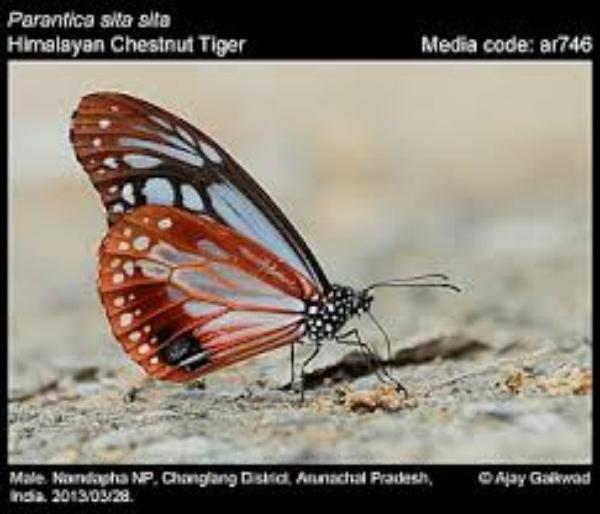 Parantica sita sita
Himalayan Chestnut Tiger
Media code: ar746
Male. Namdapha NP, Changlang District, Arunachal Pradesh,
India. 2013/03/28.
© Ajay Gaikwad